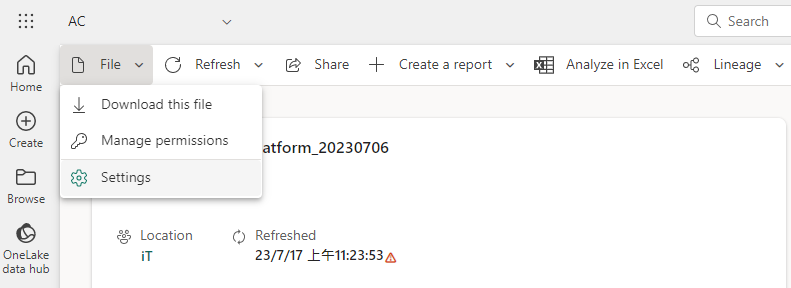 AC
Search
File
Refresh
Share
Create a report
Analyze in Excel
Lineage
Home
Create
Browse
OneLake
data hub
Download this file
Manage permissions
Settings
atform_20230706
Location
iT
Refreshed
23/7/17 上午11:23:53